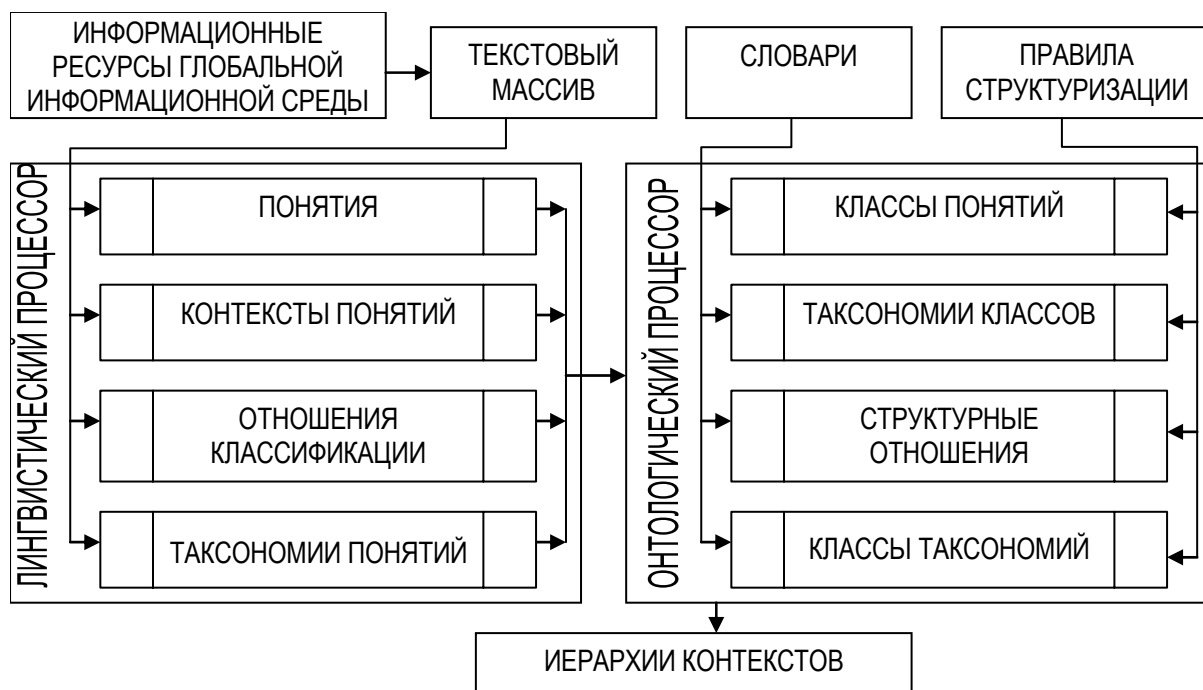 ИНФОРМАЦИОННЫЕ
РЕСУРСЫ ГЛОБАЛЬНОЙ
ИНФОРМАЦИОННОЙ СРЕДЫ
ТЕКСТОВЫЙ
МАССИВ
СЛОВАРИ
ПРАВИЛА
СТРУКТУРИЗАЦИИ
ЛИНГВИСТИЧЕСКИЙ ПРОЦЕССОР
ПОНЯТИЯ
КОНТЕКСТЫ ПОНЯТИЙ
ОТНОШЕНИЯ
КЛАССИФИКАЦИИ
ТАКСОНОМИИ ПОНЯТИЙ
ОНТОЛОГИЧЕСКИЙ ПРОЦЕССОР
КЛАССЫ ПОНЯТИЙ
ТАКСОНОМИИ КЛАССОВ
СТРУКТУРНЫЕ
ОТНОШЕНИЯ
КЛАССЫ ТАКСОНОМИЙ
ИЕРАРХИИ КОНТЕКСТОВ